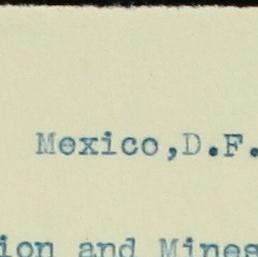 Mexico,D.F.
ion and Mines